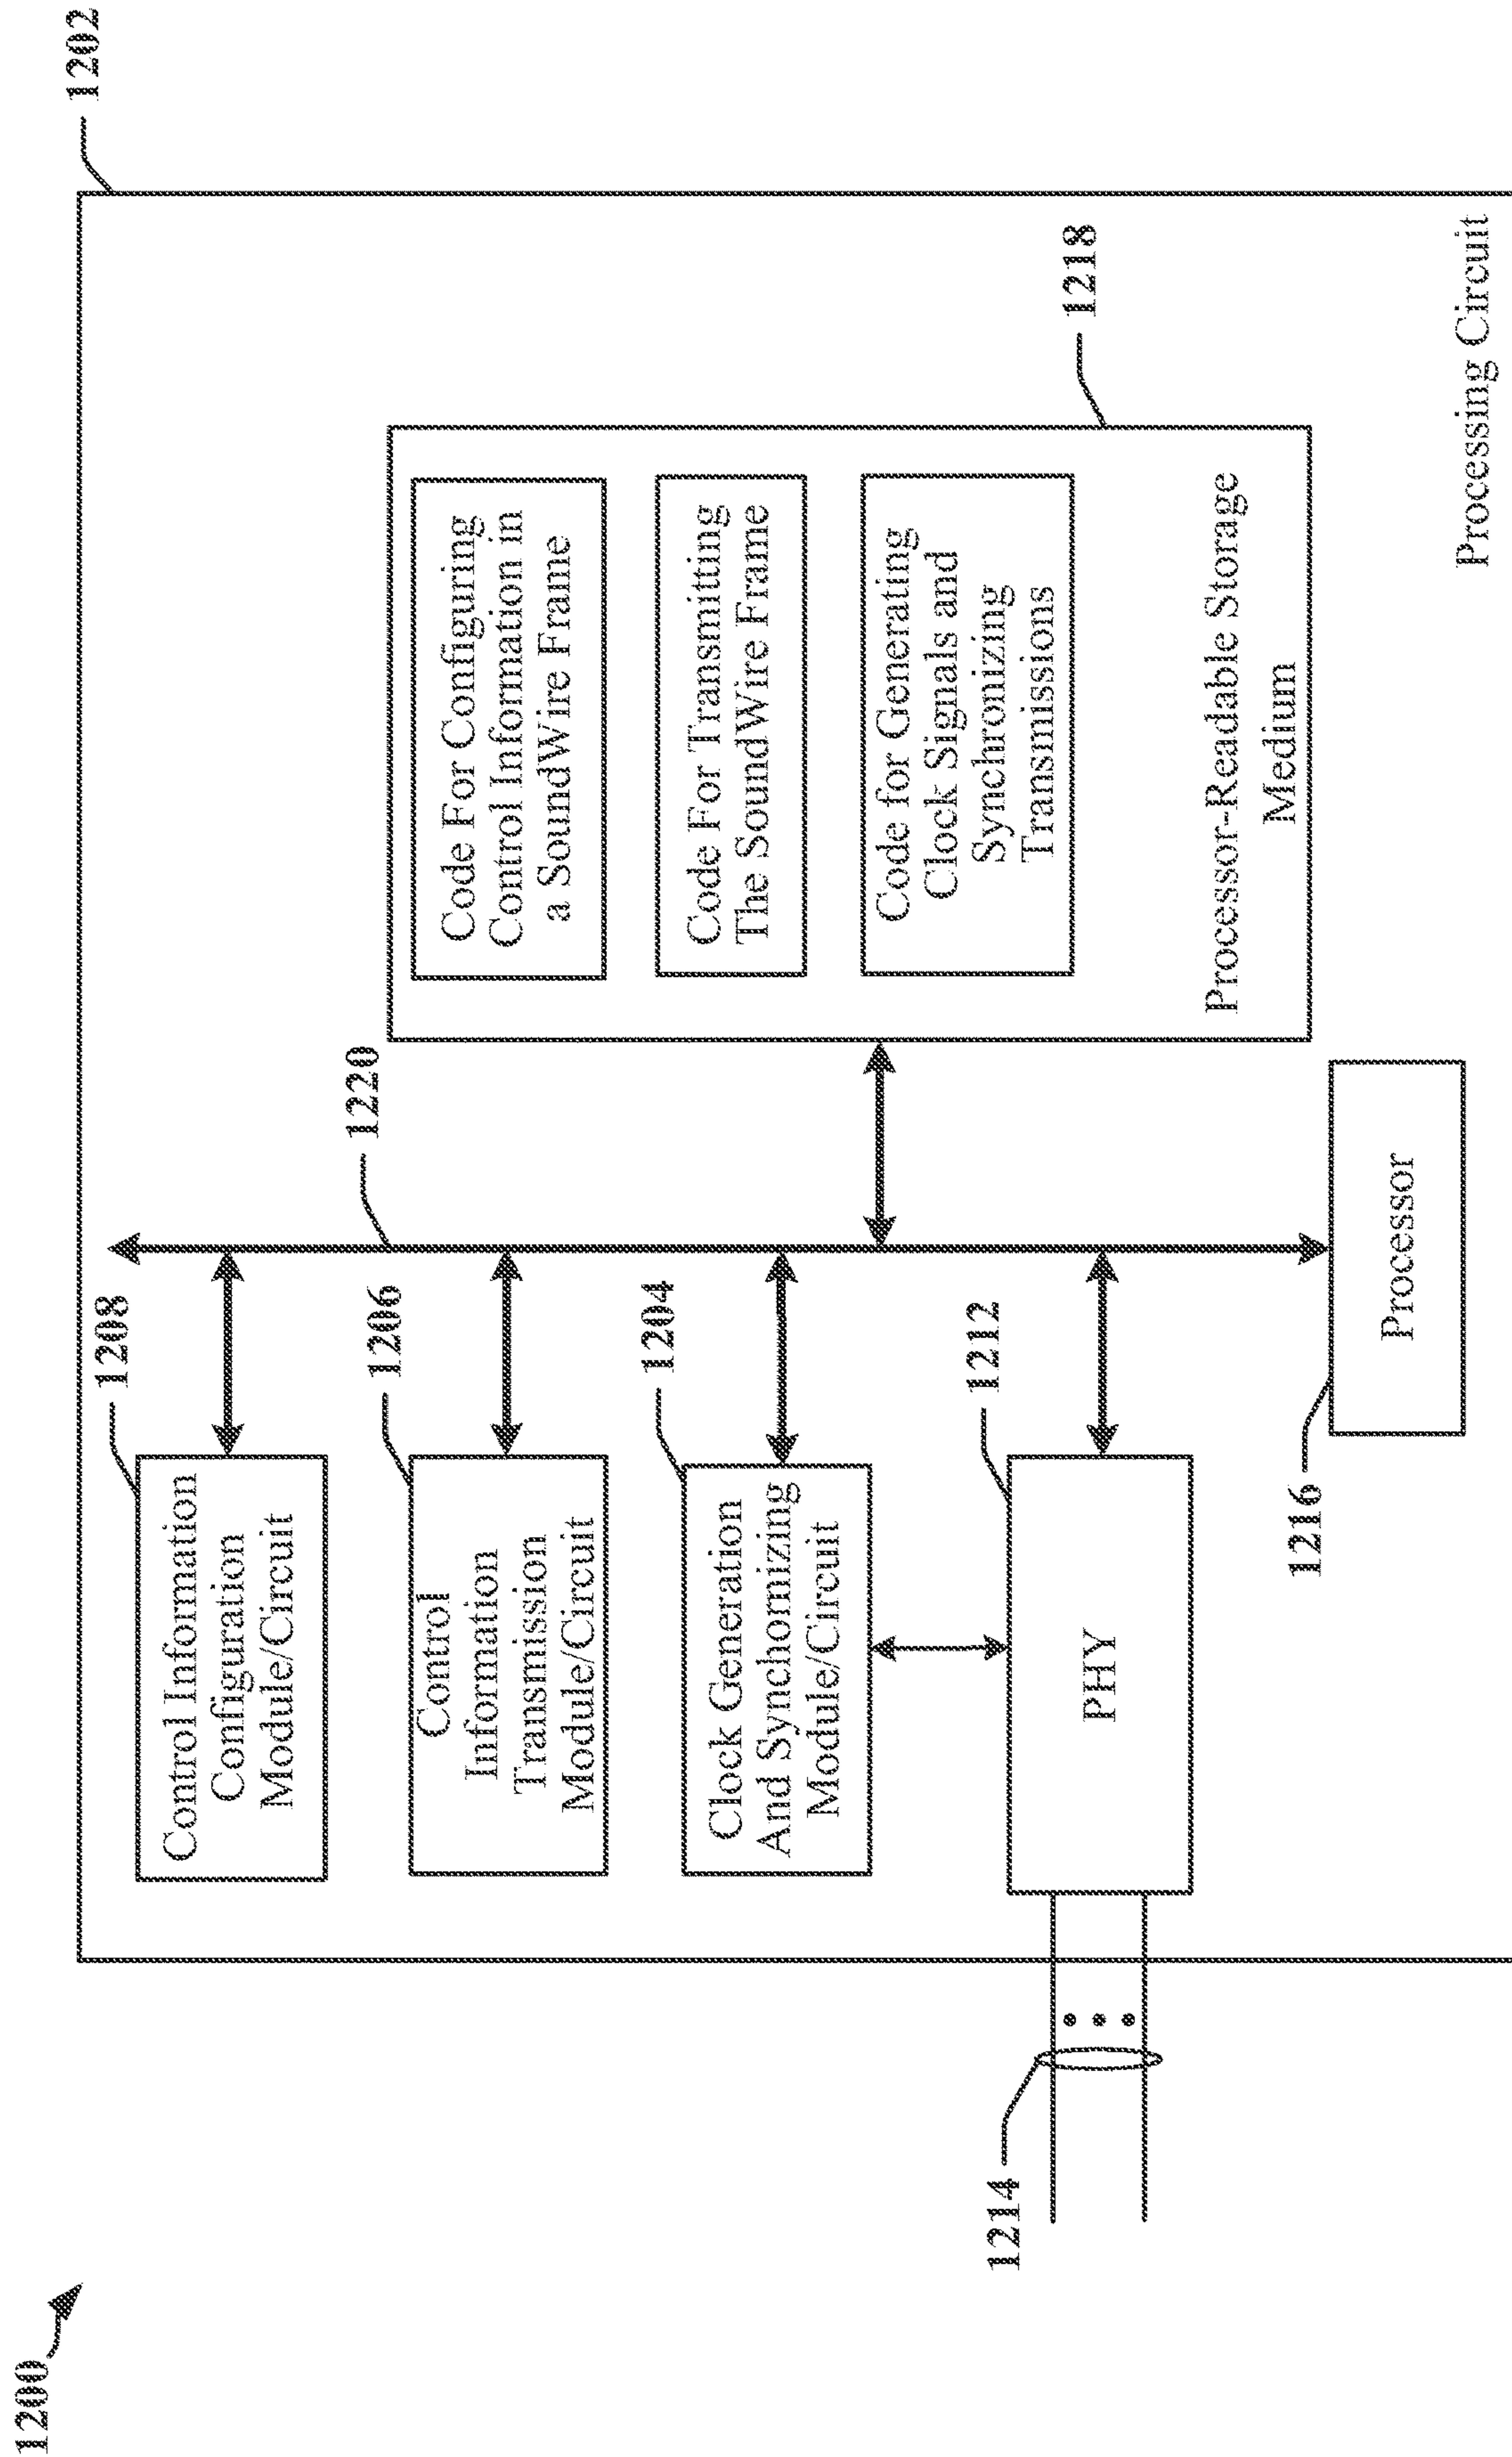 1200
1202
1208
Control Information
Configuration
Module/Circuit
1206
Control
Information
Transmission
Module/Circuit
1204
Clock Generation
And Synchomizing
Module/Circuit
1212
PHY
1214
1220
1216
Processor
1218
Code For Configuring
Control Information in
a SoundWire Frame
Code For Transmitting
The SoundWire Frame
Code for Generating
Clock Signals and
Synchronizing
Transmissions
Processor-Readable Storage
Medium
Processing Circuit